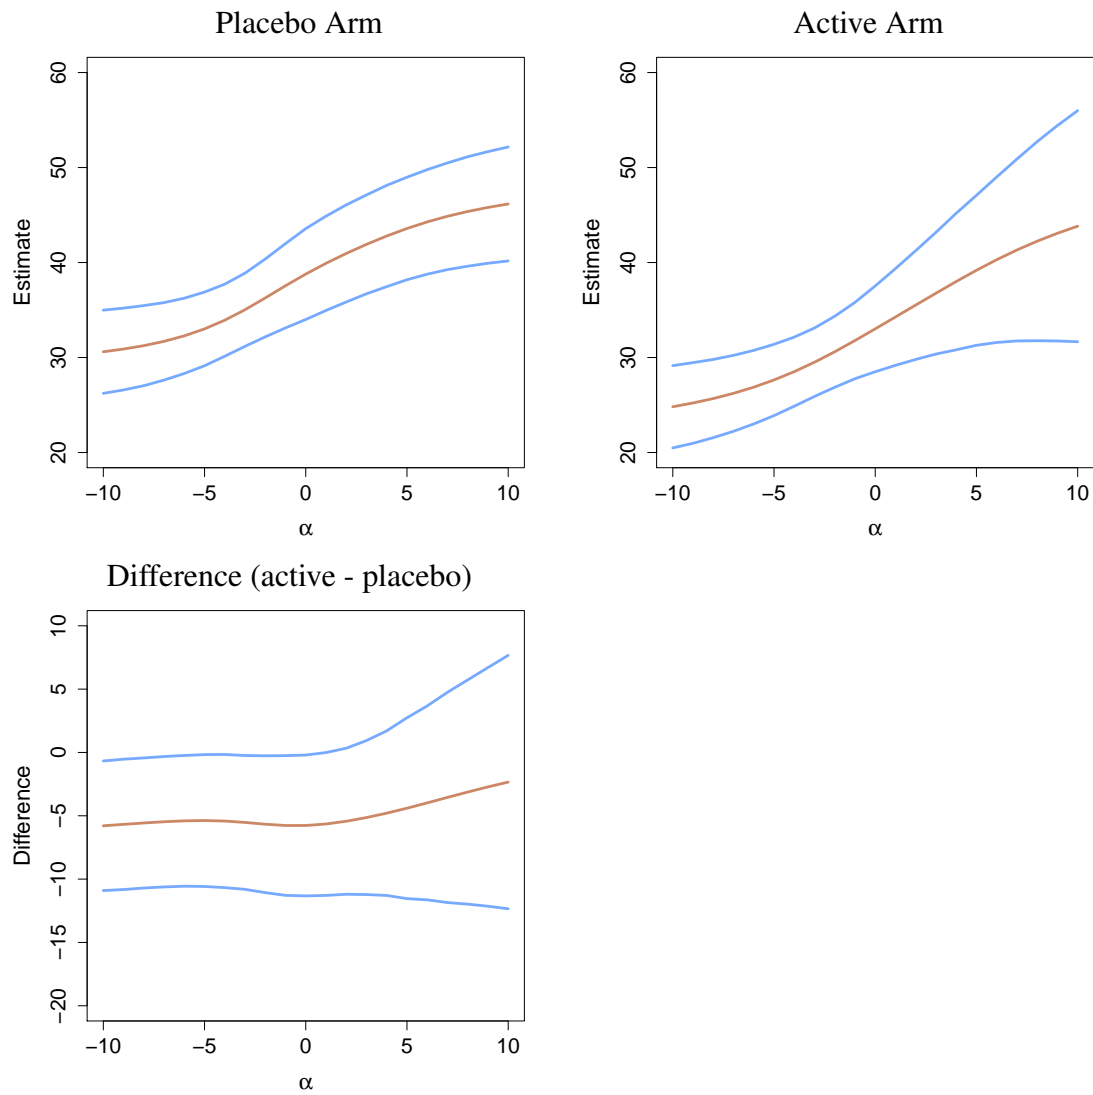 Placebo Arm
60
50
40
30
20
Estimate
−10 −5 0 5 10
α
Active Arm
60
50
40
30
20
Estimate
−10 −5 0 5 10
α
Difference (active - placebo)
10
5
0
−5
−10
−15
−20
Difference
−10 −5 0 5 10
α